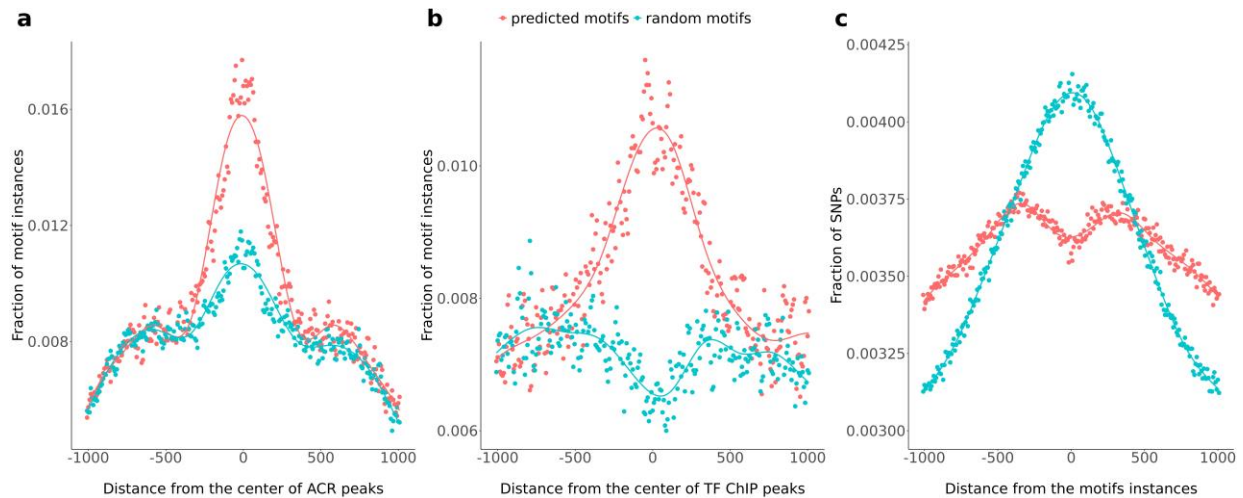 a
b
predicted motifs random motifs
c
Fraction of motif instances
0.016
0.012
0.008
-1000 -500 0 500 1000
Distance from the center of ACR peaks
Fraction of motif instances
0.010
0.008
0.006
-1000 -500 0 500 1000
Distance from the center of TF ChIP peaks
Fraction of SNPs
0.00425
0.00400
0.00375
0.00350
0.00325
0.00300
-1000 -500 0 500 1000
Distance from the motifs instances